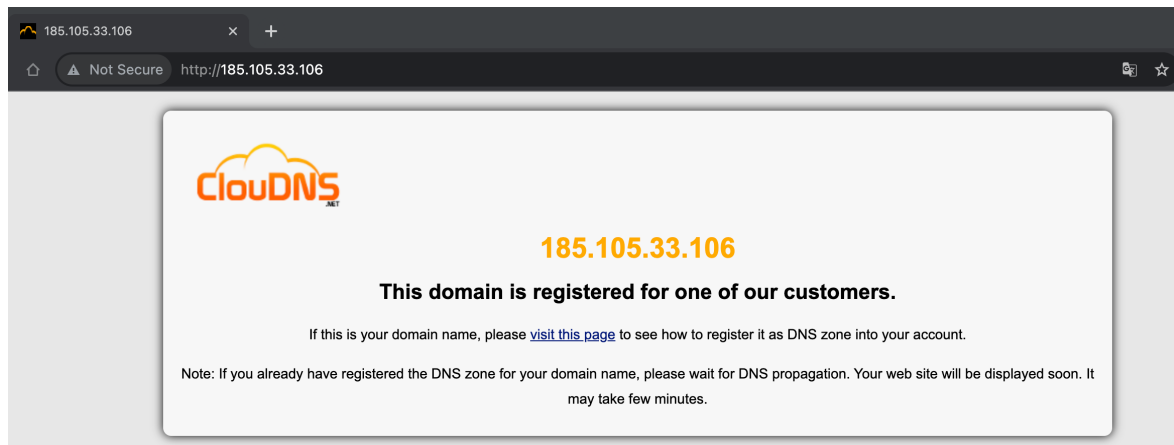 185.105.33.106
Not Secure http://185.105.33.106
ClouDNS
.NET
185.105.33.106
This domain is registered for one of our customers.
If this is your domain name, please visit this page to see how to register it as DNS zone into your account.
Note: If you already have registered the DNS zone for your domain name, please wait for DNS propagation. Your web site will be displayed soon. It
may take few minutes.